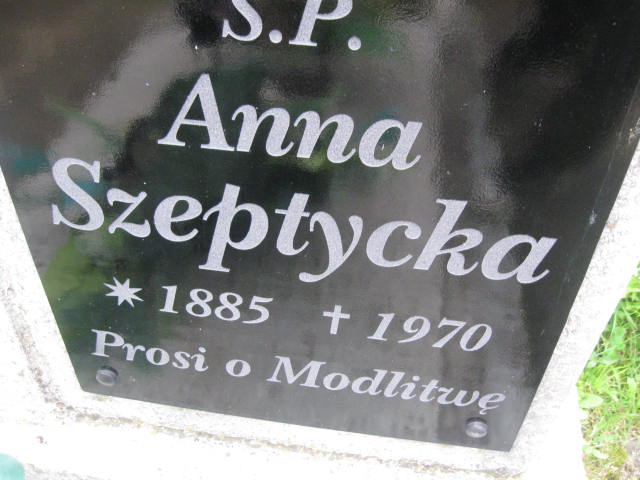 S.P.
Anna
Szeptycka
* 1885 † 1970
Prosi o Modlitwę